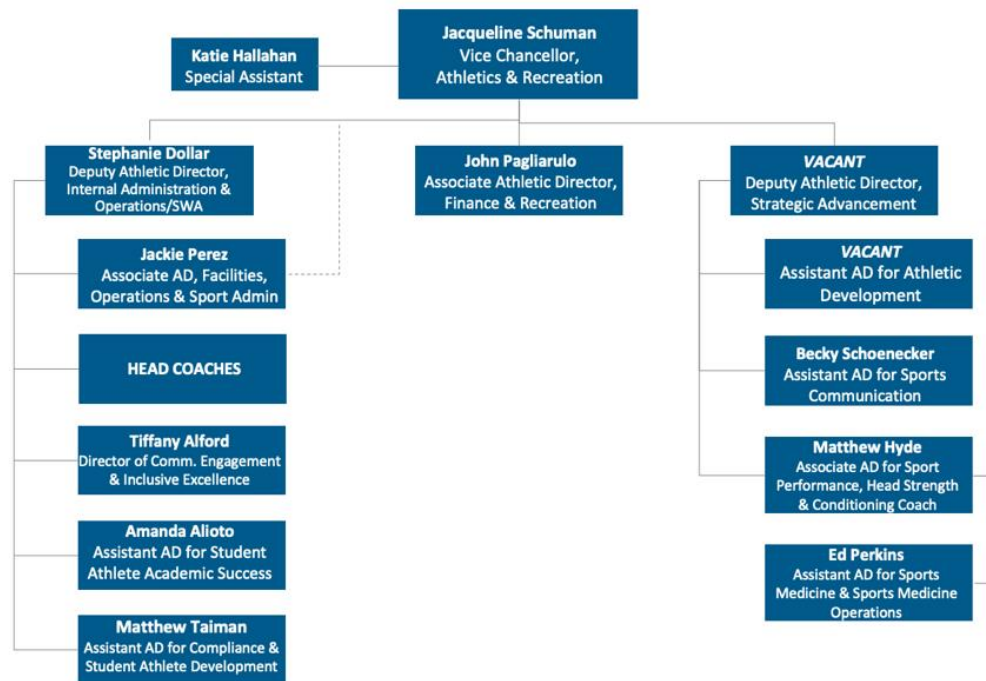 Jacqueline Schuman
Vice Chancellor,
Athletics & Recreation
Katie Hallahan
Special Assistant
Stephanie Dollar
Deputy Athletic Director,
Internal Administration &
Operations/SWA
John Pagliarulo
Associate Athletic Director,
Finance & Recreation
VACANT
Deputy Athletic Director,
Strategic Advancement
Jackie Perez
Associate AD, Facilities,
Operations & Sport Admin
HEAD COACHES
Tiffany Alford
Director of Comm. Engagement
& Inclusive Excellence
Amanda Alioto
Assistant AD for Student
Athlete Academic Success
Matthew Taiman
Assistant AD for Compliance &
Student Athlete Development
VACANT
Assistant AD for Athletic
Development
Becky Schoenecker
Assistant AD for Sports
Communication
Matthew Hyde
Associate AD for Sport
Performance, Head Strength
& Conditioning Coach
Ed Perkins
Assistant AD for Sports
Medicine & Sports Medicine
Operations